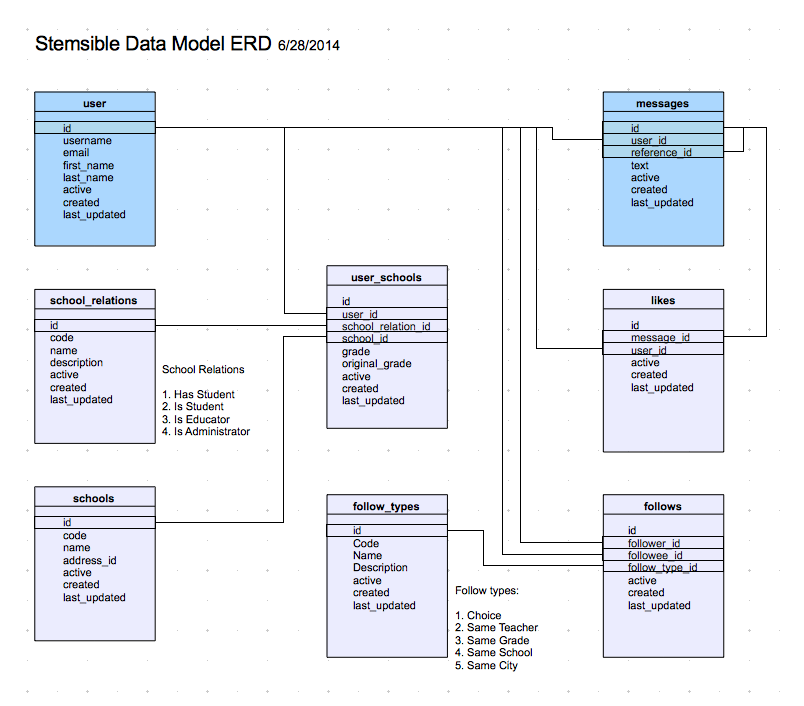 Stemsible Data Model ERD 6/28/2014
user
id
username
email
first_name
last_name
active
created
last_updated
messages
id
user_id
reference_id
text
active
created
last_updated
school_relations
id
code
name
description
active
created
last_updated
School Relations
1. Has Student
2. Is Student
3. Is Educator
4. Is Administrator
user_schools
id
user_id
school_relation_id
school_id
grade
original_grade
active
created
last_updated
likes
id
message_id
user_id
active
created
last_updated
schools
id
code
name
address_id
active
created
last_updated
follow_types
id
Code
Name
Description
active
created
last_updated
Follow types:
1. Choice
2. Same Teacher
3. Same Grade
4. Same School
5. Same City
follows
id
follower_id
followee_id
follow_type_id
active
created
last_updated